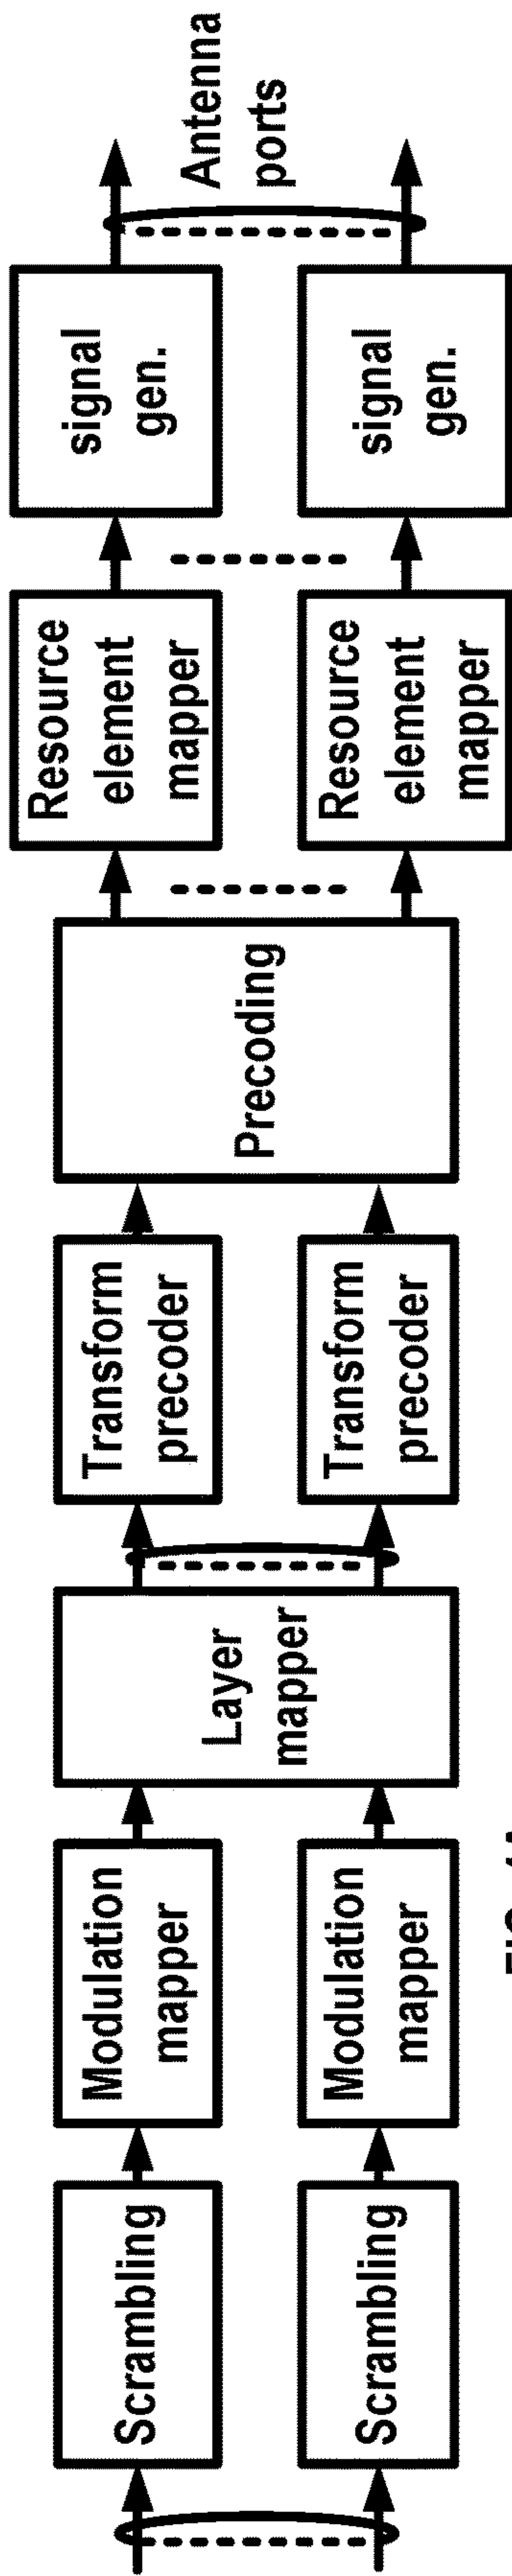 Scrambling
Scrambling
Modulation
mapper
Modulation
mapper
Layer
mapper
Transform
precoder
Transform
precoder
Precoding
Resource
element
mapper
Resource
element
mapper
signal
gen.
signal
gen.
Antenna
ports